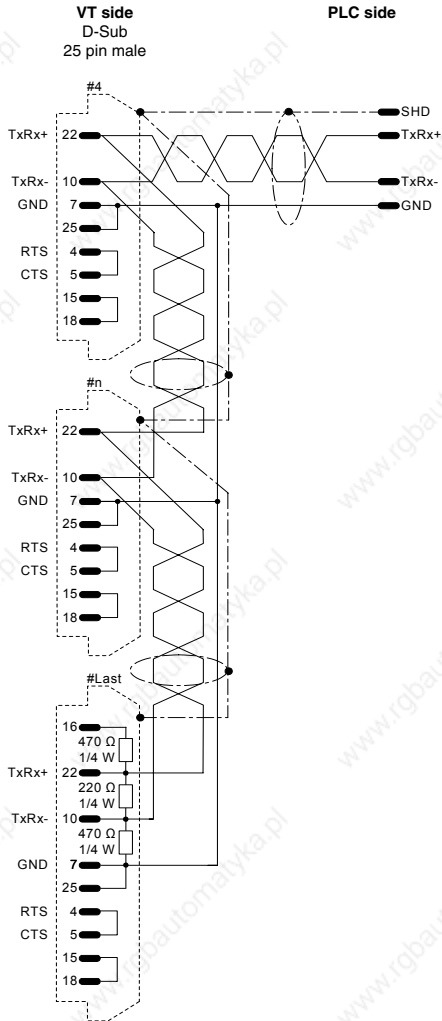 VT side
D-Sub
25 pin male
PLC side
#4
SHD
TxRx+ 22 TxRx+
TxRx- 10 TxRx-
GND 7 GND
25
RTS 4
CTS 5
15
18
#n
TxRx+ 22
TxRx- 10
GND 7
25
RTS 4
CTS 5
15
18
#Last
16
470 Ω
1/4 W
TxRx+ 22
220 Ω
1/4 W
TxRx- 10
470 Ω
1/4 W
GND 7
25
RTS 4
CTS 5
15
18
www.rgbautomatyka.pl